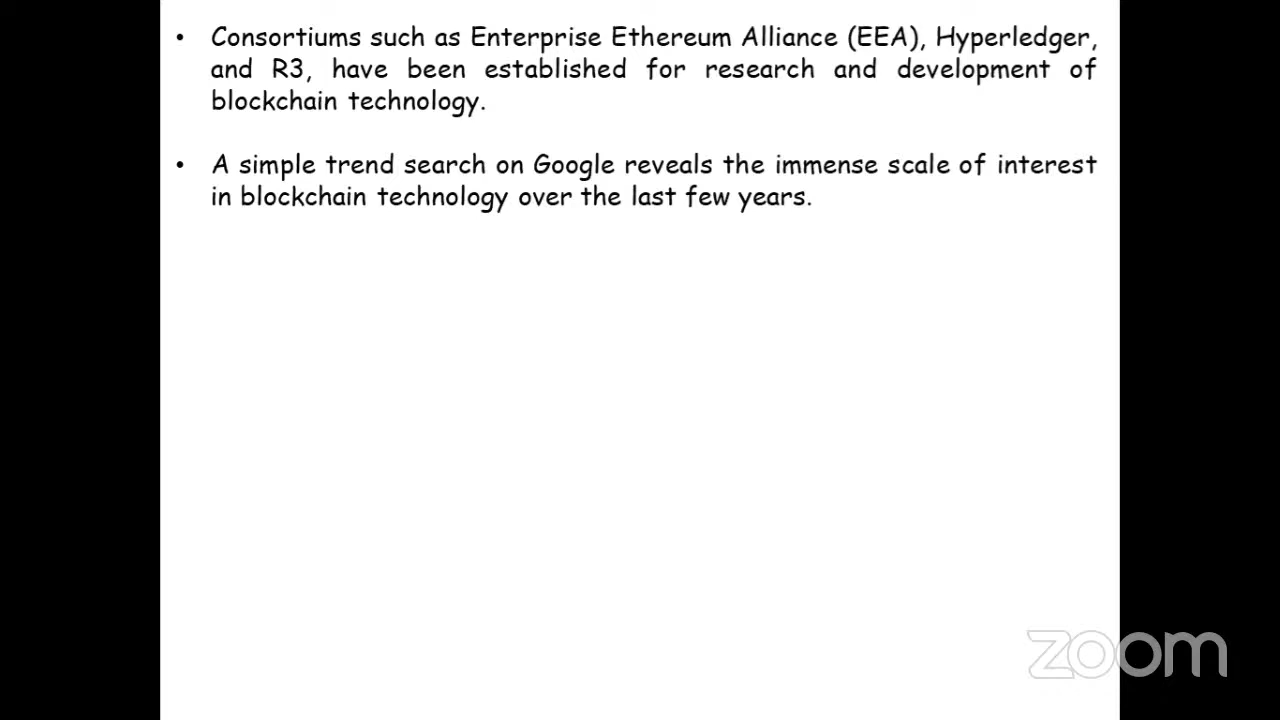 • Consortiums such as Enterprise Ethereum Alliance (EEA), Hyperledger,
and R3, have been established for research and development of
blockchain technology.
• A simple trend search on Google reveals the immense scale of interest
in blockchain technology over the last few years.
zoom